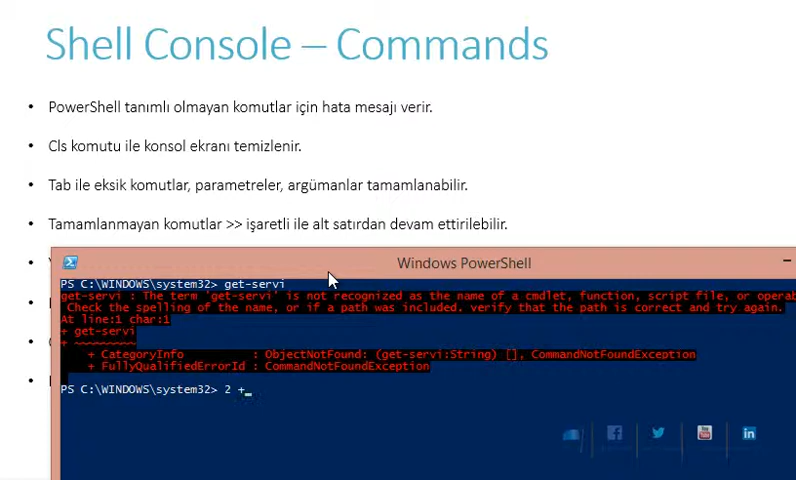 Shell Console – Commands
• PowerShell tanımlı olmayan komutlar için hata mesajı verir.
• Cls komutu ile konsol ekranı temizlenir.
• Tab ile eksik komutlar, parametreler, argümanlar tamamlanabilir.
• Tamamlanmayan komutlar >> işaretli ile alt satırdan devam ettirilebilir.
Windows PowerShell
PS C:\WINDOWS\system32> get-servi
get-servi : The term 'get-servi' is not recognized as the name of a cmdlet, function, script file, or operab
Check the spelling of the name, or if a path was included, verify that the path is correct and try again.
At line:1 char:1
+ get-servi
+ ~~~~~~~~~
+ CategoryInfo : ObjectNotFound: (get-servi:String) [], CommandNotFoundException
+ FullyQualifiedErrorId : CommandNotFoundException
PS C:\WINDOWS\system32> 2 +_